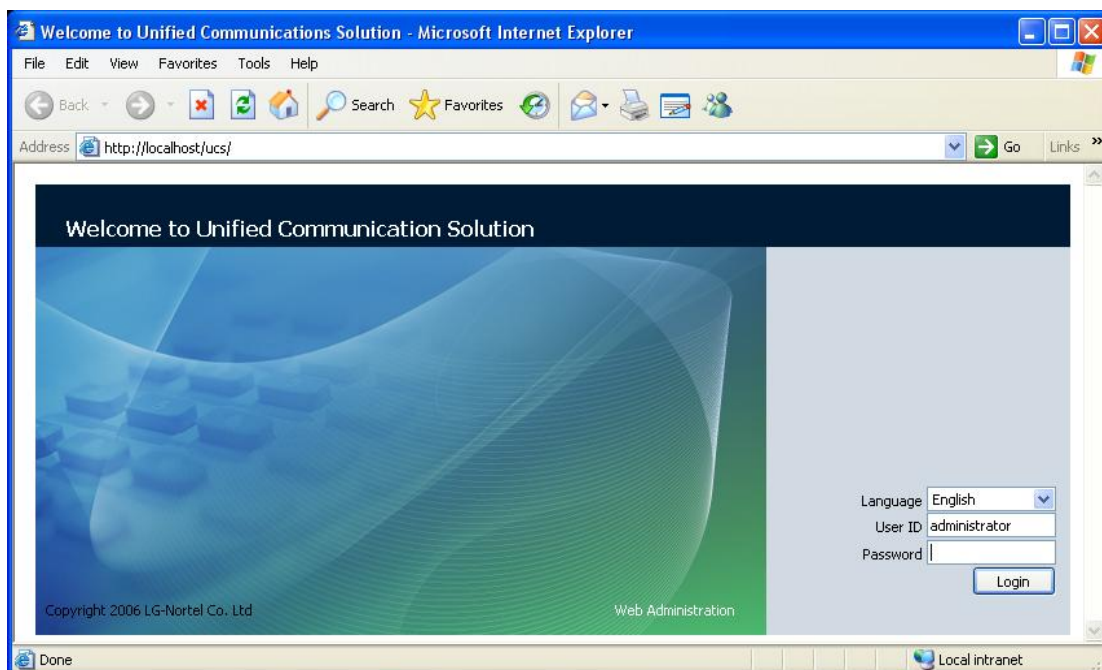 Welcome to Unified Communications Solution - Microsoft Internet Explorer
File Edit View Favorites Tools Help
Back Search Favorites
Address http://localhost/ucs/ Go Links »
Welcome to Unified Communication Solution
Language English
User ID administrator
Password
Login
Copyright 2006 LG-Nortel Co. Ltd Web Administration
Done Local intranet